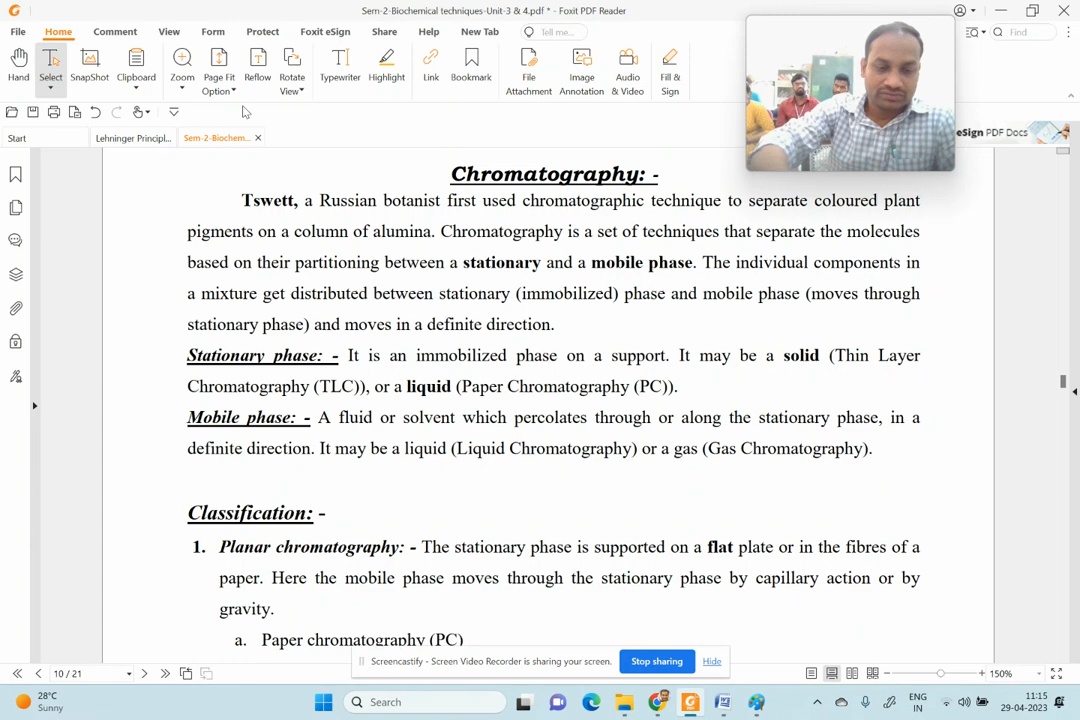 Sem-2-Biochemical techniques-Unit-3 & 4.pdf * - Foxit PDF Reader
File Home Comment View Form Protect Foxit eSign Share Help New Tab Tell me... Find
Hand Select SnapShot Clipboard Zoom Page Fit Option Reflow Rotate View Typewriter Highlight Link Bookmark File Attachment Image Annotation Audio & Video Fill & Sign
Start Lehninger Principl... Sem-2-Biochem... eSign PDF Docs
Chromatography: -
Tswett, a Russian botanist first used chromatographic technique to separate coloured plant
pigments on a column of alumina. Chromatography is a set of techniques that separate the molecules
based on their partitioning between a stationary and a mobile phase. The individual components in
a mixture get distributed between stationary (immobilized) phase and mobile phase (moves through
stationary phase) and moves in a definite direction.
Stationary phase: - It is an immobilized phase on a support. It may be a solid (Thin Layer
Chromatography (TLC)), or a liquid (Paper Chromatography (PC)).
Mobile phase: - A fluid or solvent which percolates through or along the stationary phase, in a
definite direction. It may be a liquid (Liquid Chromatography) or a gas (Gas Chromatography).
Classification: -
1. Planar chromatography: - The stationary phase is supported on a flat plate or in the fibres of a
paper. Here the mobile phase moves through the stationary phase by capillary action or by
gravity.
a. Paper chromatography (PC)
Screencastify - Screen Video Recorder is sharing your screen. Stop sharing Hide
10 / 21 150%
28°C Sunny Search ENG IN 11:15 29-04-2023